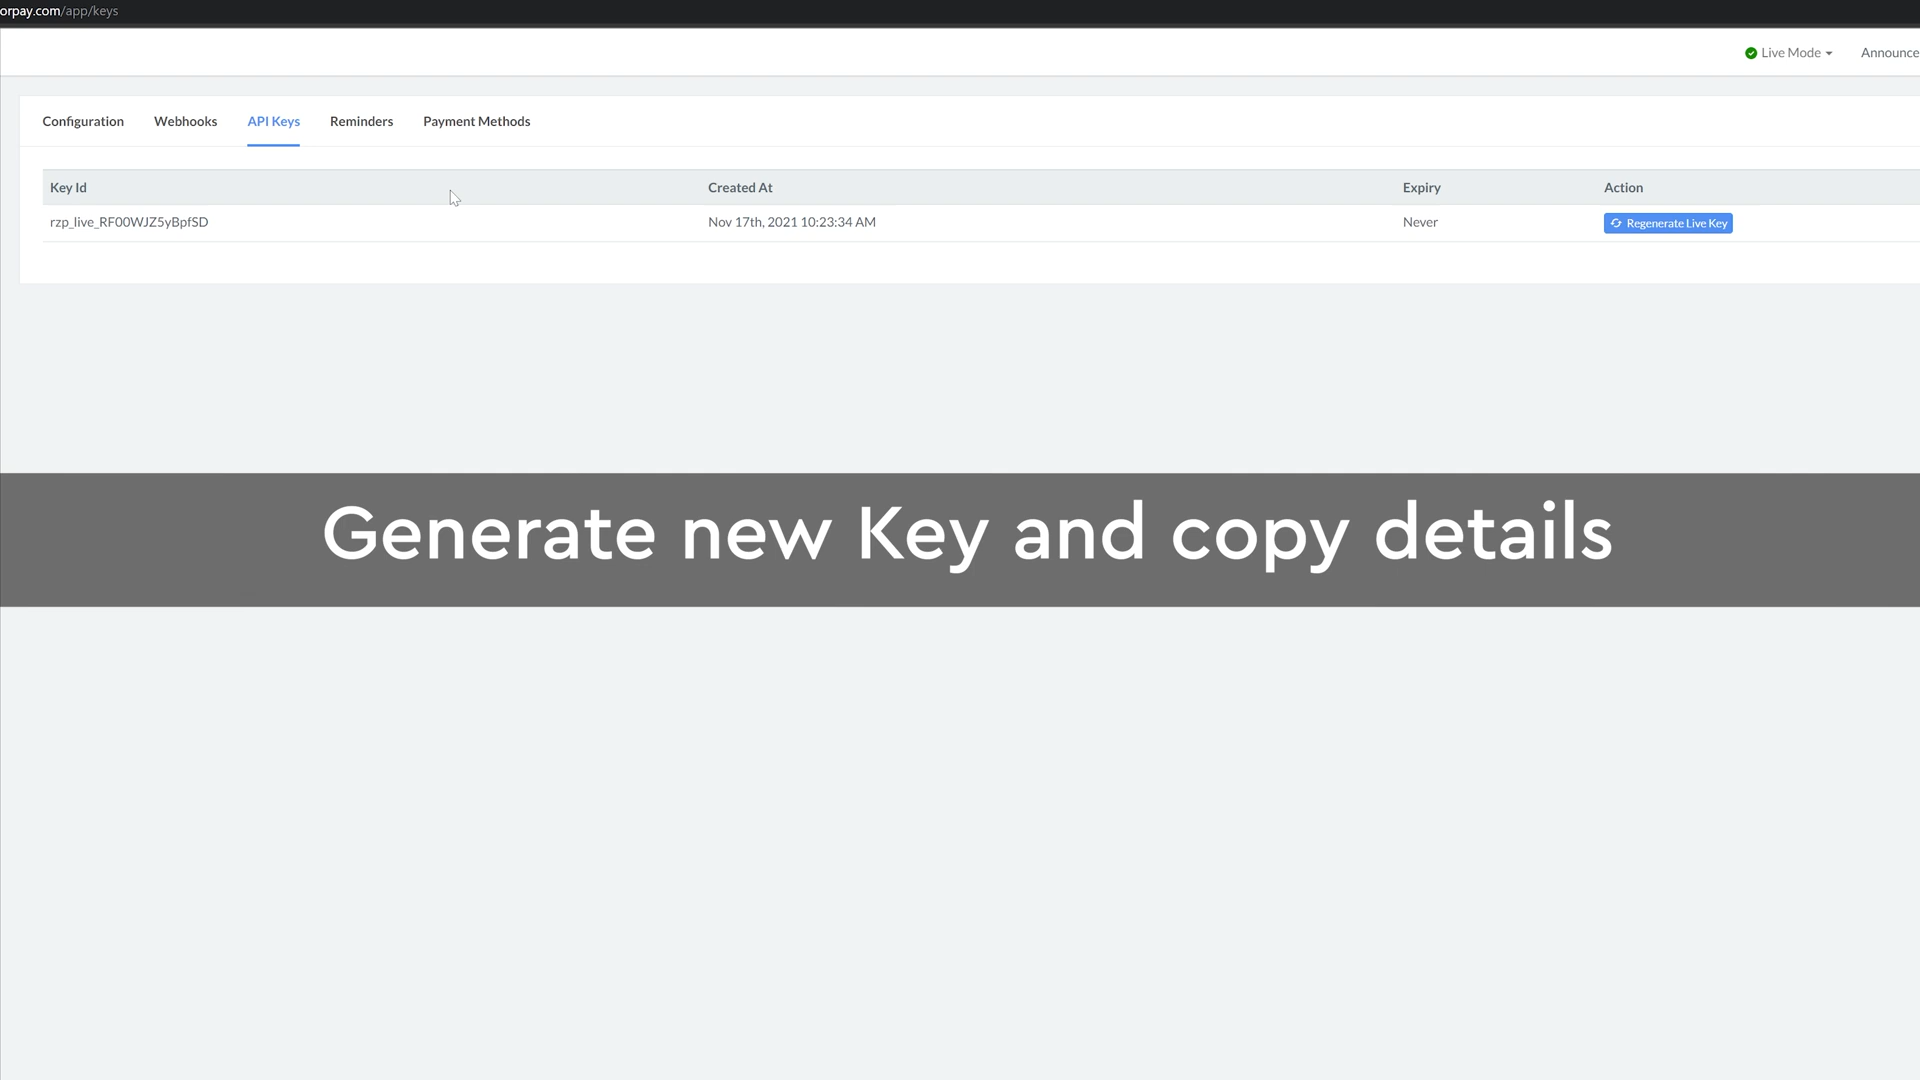 orpay.com/app/keys
Live Mode Announce
Configuration Webhooks API Keys Reminders Payment Methods
Key Id Created At Expiry Action
rzp_live_RF00WJZ5yBpfSD Nov 17th, 2021 10:23:34 AM Never Regenerate Live Key
Generate new Key and copy details